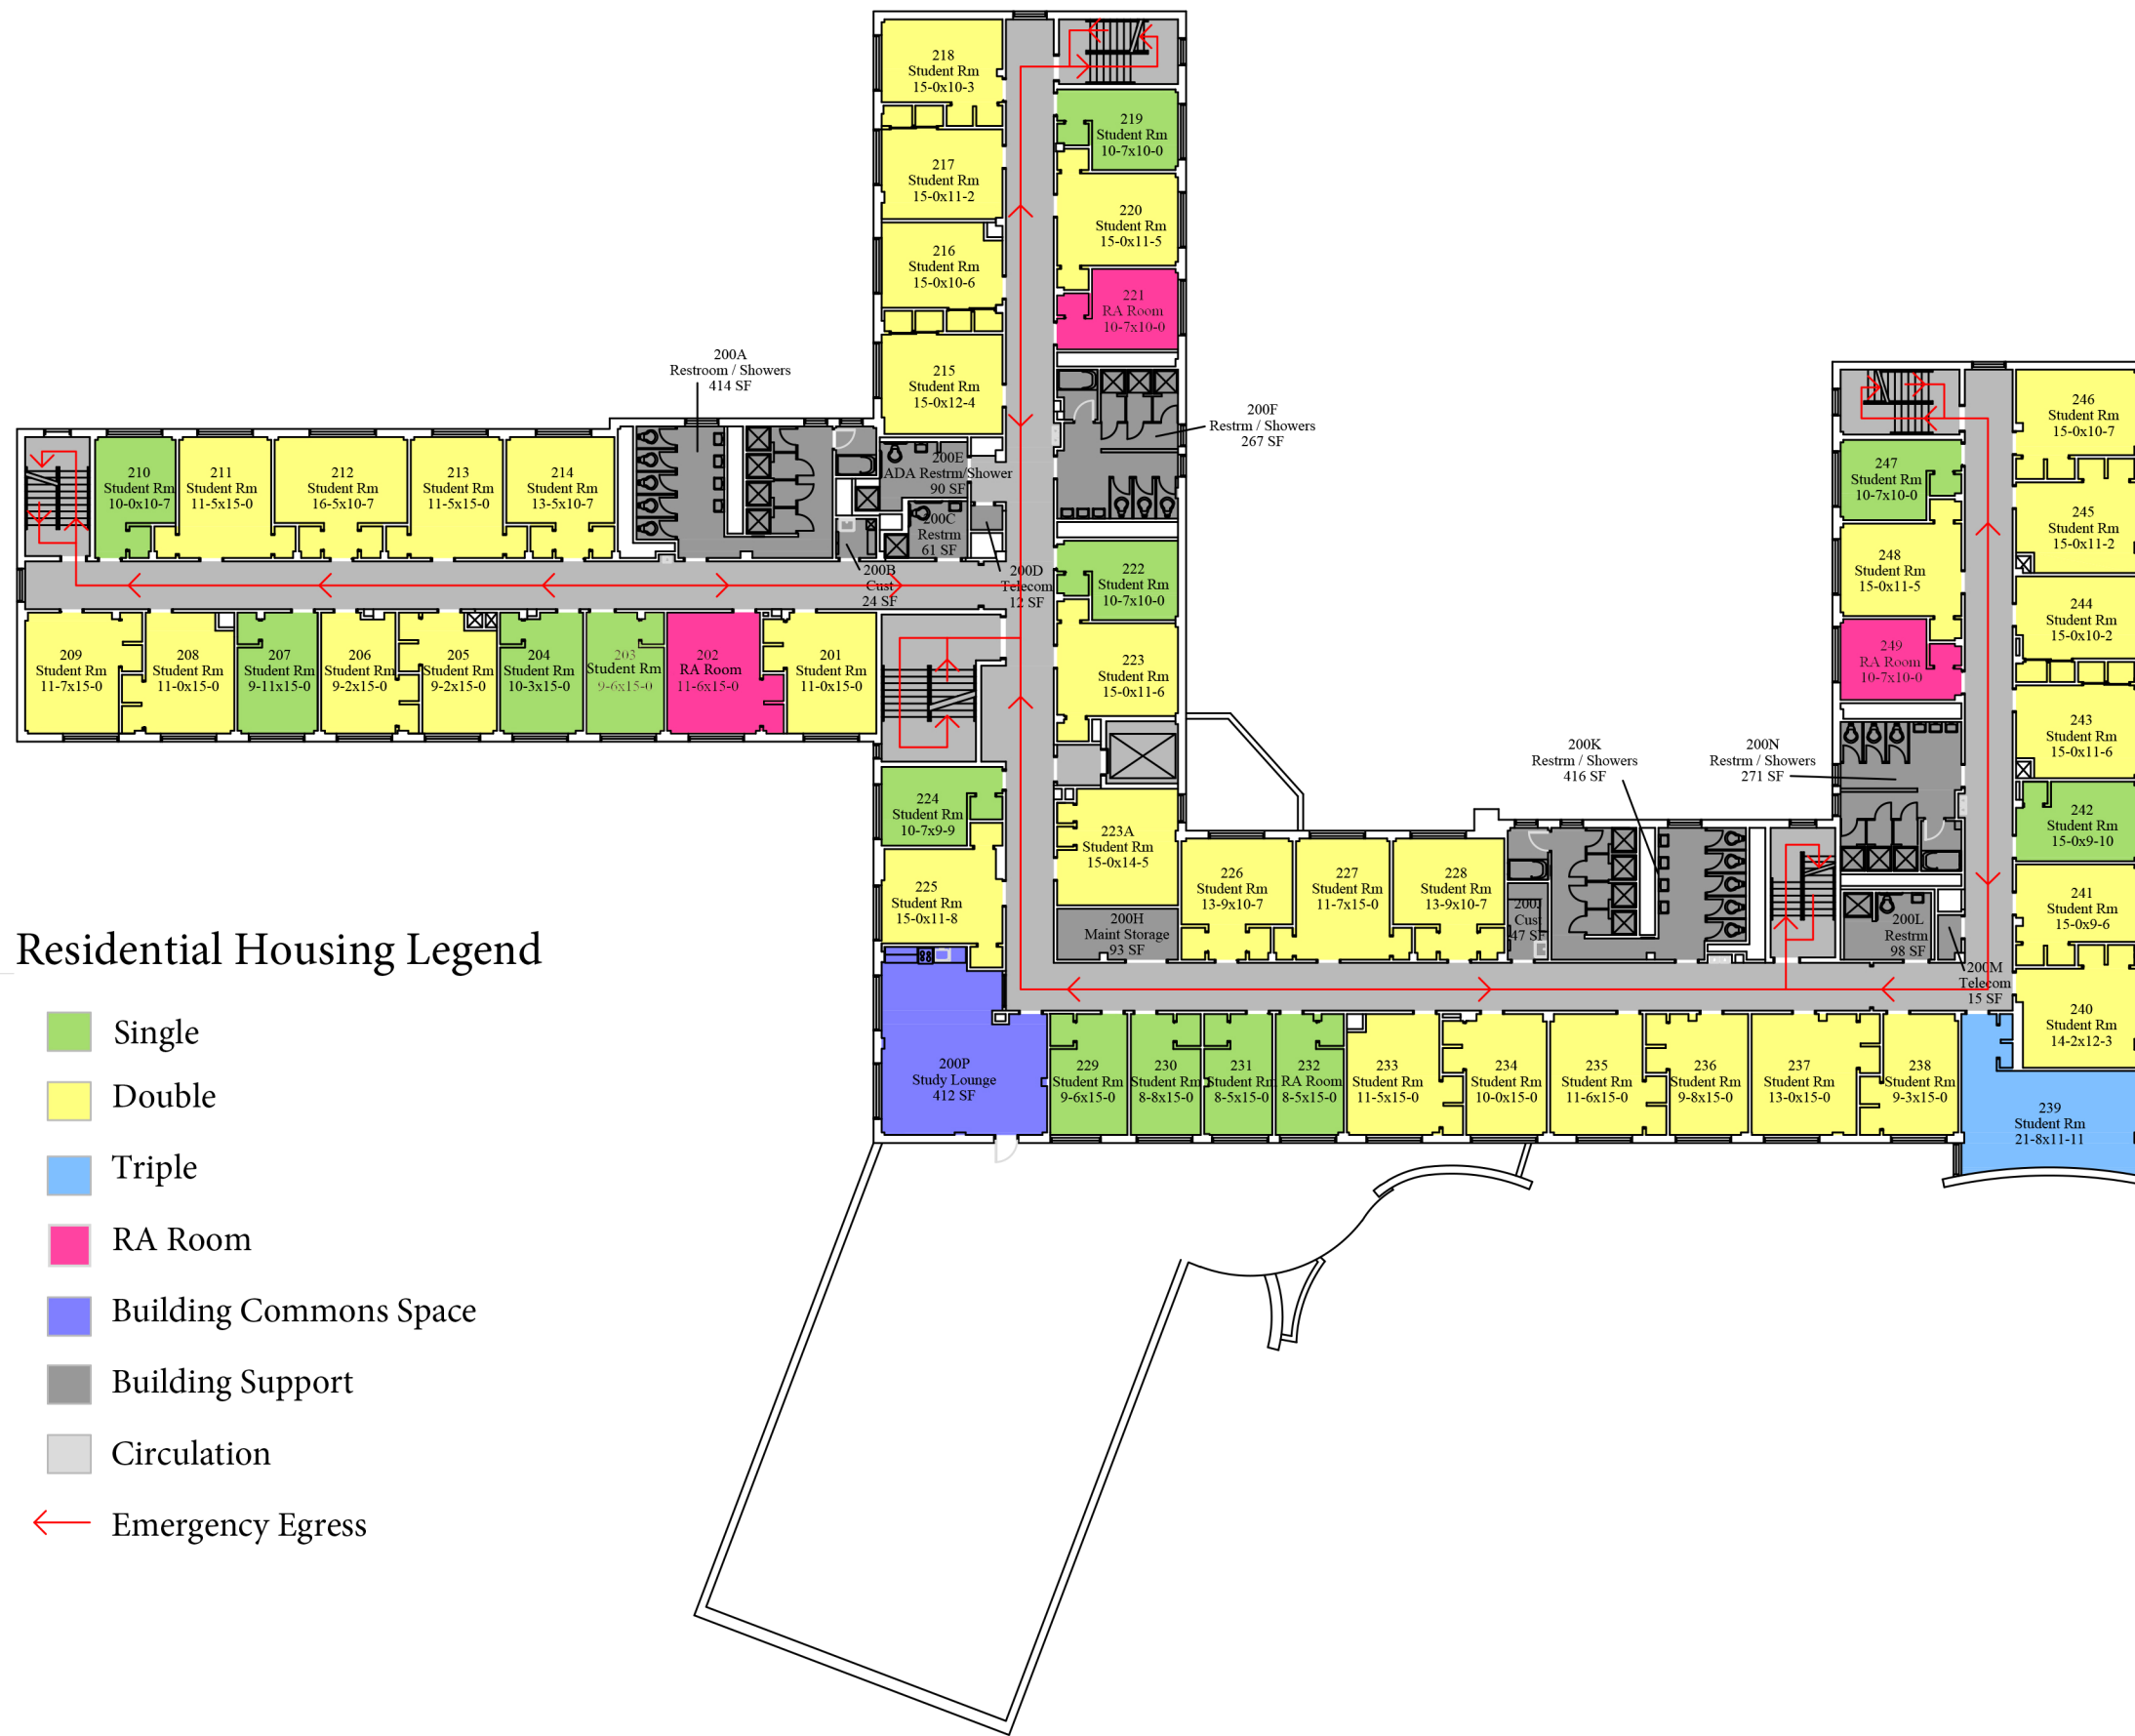 218
Student Rm
15-0x10-3
219
Student Rm
10-7x10-0
217
Student Rm
15-0x11-2
220
Student Rm
15-0x11-5
216
Student Rm
15-0x10-6
221
RA Room
10-7x10-0
215
Student Rm
15-0x12-4
200A
Restroom / Showers
414 SF
200F
Restrm / Showers
267 SF
246
Student Rm
15-0x10-7
210
Student Rm
10-0x10-7
211
Student Rm
11-5x15-0
212
Student Rm
16-5x10-7
213
Student Rm
11-5x15-0
214
Student Rm
13-5x10-7
200E
ADA Restrm/Shower
90 SF
247
Student Rm
10-7x10-0
200C
Restrm
61 SF
245
Student Rm
15-0x11-2
200B
Cust
24 SF
200D
Telecom
12 SF
222
Student Rm
10-7x10-0
248
Student Rm
15-0x11-5
244
Student Rm
15-0x10-2
209
Student Rm
11-7x15-0
208
Student Rm
11-0x15-0
207
Student Rm
9-11x15-0
206
Student Rm
9-2x15-0
205
Student Rm
9-2x15-0
204
Student Rm
10-3x15-0
203
Student Rm
9-6x15-0
202
RA Room
11-6x15-0
201
Student Rm
11-0x15-0
223
Student Rm
15-0x11-6
249
RA Room
10-7x10-0
243
Student Rm
15-0x11-6
200K
Restrm / Showers
416 SF
200N
Restrm / Showers
271 SF
224
Student Rm
10-7x9-9
223A
Student Rm
15-0x14-5
242
Student Rm
15-0x9-10
225
Student Rm
15-0x11-8
226
Student Rm
13-9x10-7
227
Student Rm
11-7x15-0
228
Student Rm
13-9x10-7
241
Student Rm
15-0x9-6
200H
Maint Storage
93 SF
200J
Cust
47 SF
200L
Restrm
98 SF
200M
Telecom
15 SF
240
Student Rm
14-2x12-3
200P
Study Lounge
412 SF
229
Student Rm
9-6x15-0
230
Student Rm
8-8x15-0
231
Student Rm
8-5x15-0
232
RA Room
8-5x15-0
233
Student Rm
11-5x15-0
234
Student Rm
10-0x15-0
235
Student Rm
11-6x15-0
236
Student Rm
9-8x15-0
237
Student Rm
13-0x15-0
238
Student Rm
9-3x15-0
239
Student Rm
21-8x11-11
Residential Housing Legend
Single
Double
Triple
RA Room
Building Commons Space
Building Support
Circulation
Emergency Egress